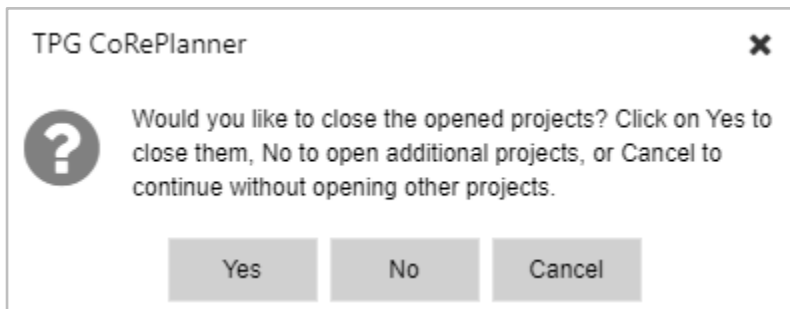 TPG CoRePlanner
Would you like to close the opened projects? Click on Yes to
close them, No to open additional projects, or Cancel to
continue without opening other projects.
Yes No Cancel